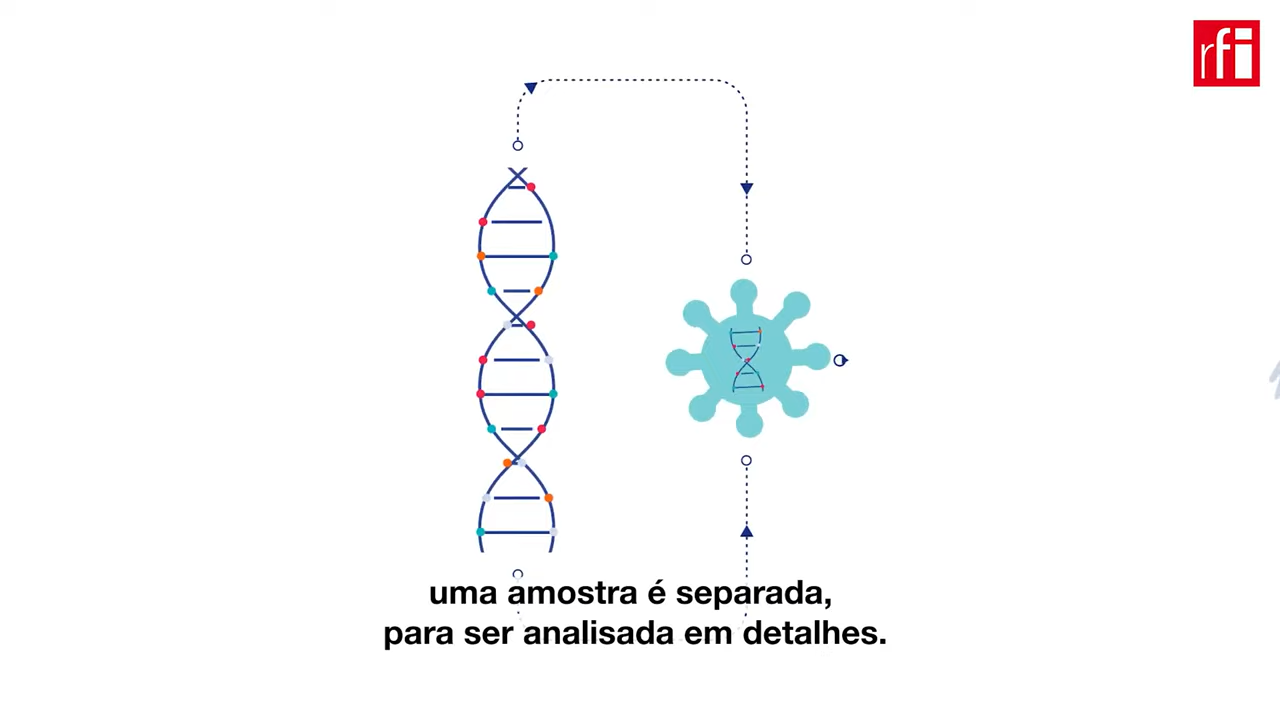 rfi
uma amostra é separada,
para ser analisada em detalhes.